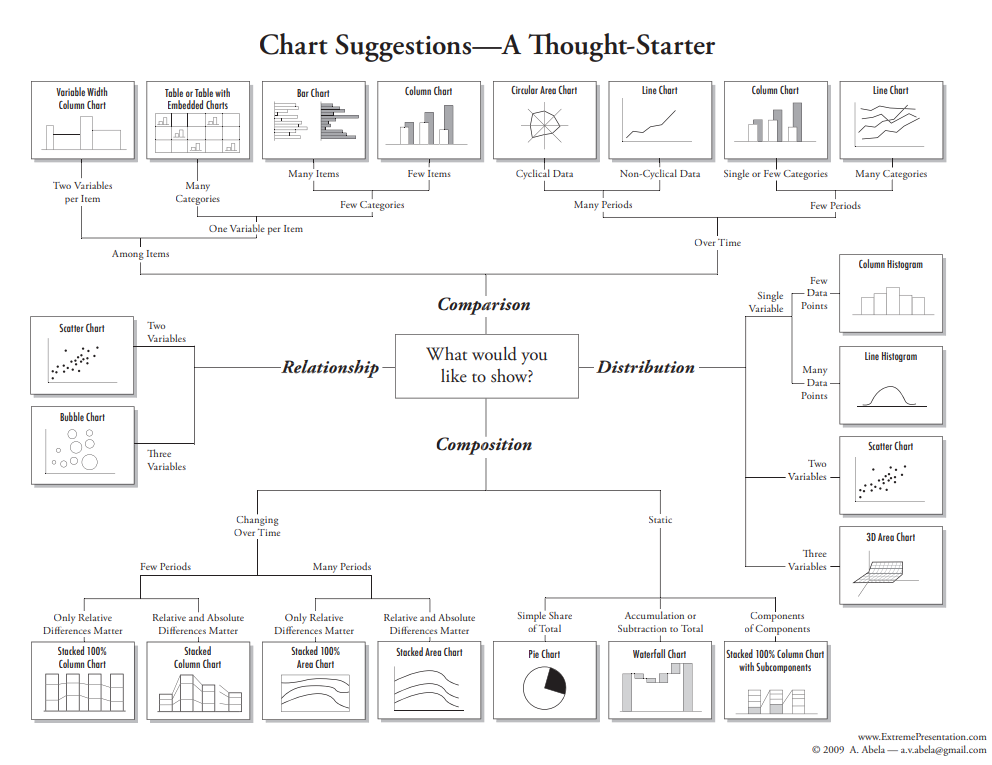 Chart Suggestions—A Thought-Starter
Variable Width
Column Chart
Table or Table with
Embedded Charts
Bar Chart
Column Chart
Circular Area Chart
Line Chart
Column Chart
Line Chart
Two Variables
per Item
Many
Categories
Many Items
Few Items
Cyclical Data
Non-Cyclical Data
Single or Few Categories
Many Categories
Few Categories
Many Periods
Few Periods
One Variable per Item
Over Time
Among Items
Comparison
What would you
like to show?
Relationship
Two
Variables
Scatter Chart
Bubble Chart
Three
Variables
Distribution
Single
Variable
Few
Data
Points
Column Histogram
Many
Data
Points
Line Histogram
Two
Variables
Scatter Chart
Three
Variables
3D Area Chart
Composition
Changing
Over Time
Static
Few Periods
Many Periods
Only Relative
Differences Matter
Relative and Absolute
Differences Matter
Only Relative
Differences Matter
Relative and Absolute
Differences Matter
Simple Share
of Total
Accumulation or
Subtraction to Total
Components
of Components
Stacked 100%
Column Chart
Stacked
Column Chart
Stacked 100%
Area Chart
Stacked Area Chart
Pie Chart
Waterfall Chart
Stacked 100% Column Chart
with Subcomponents
www.ExtremePresentation.com
© 2009 A. Abela — a.v.abela@gmail.com